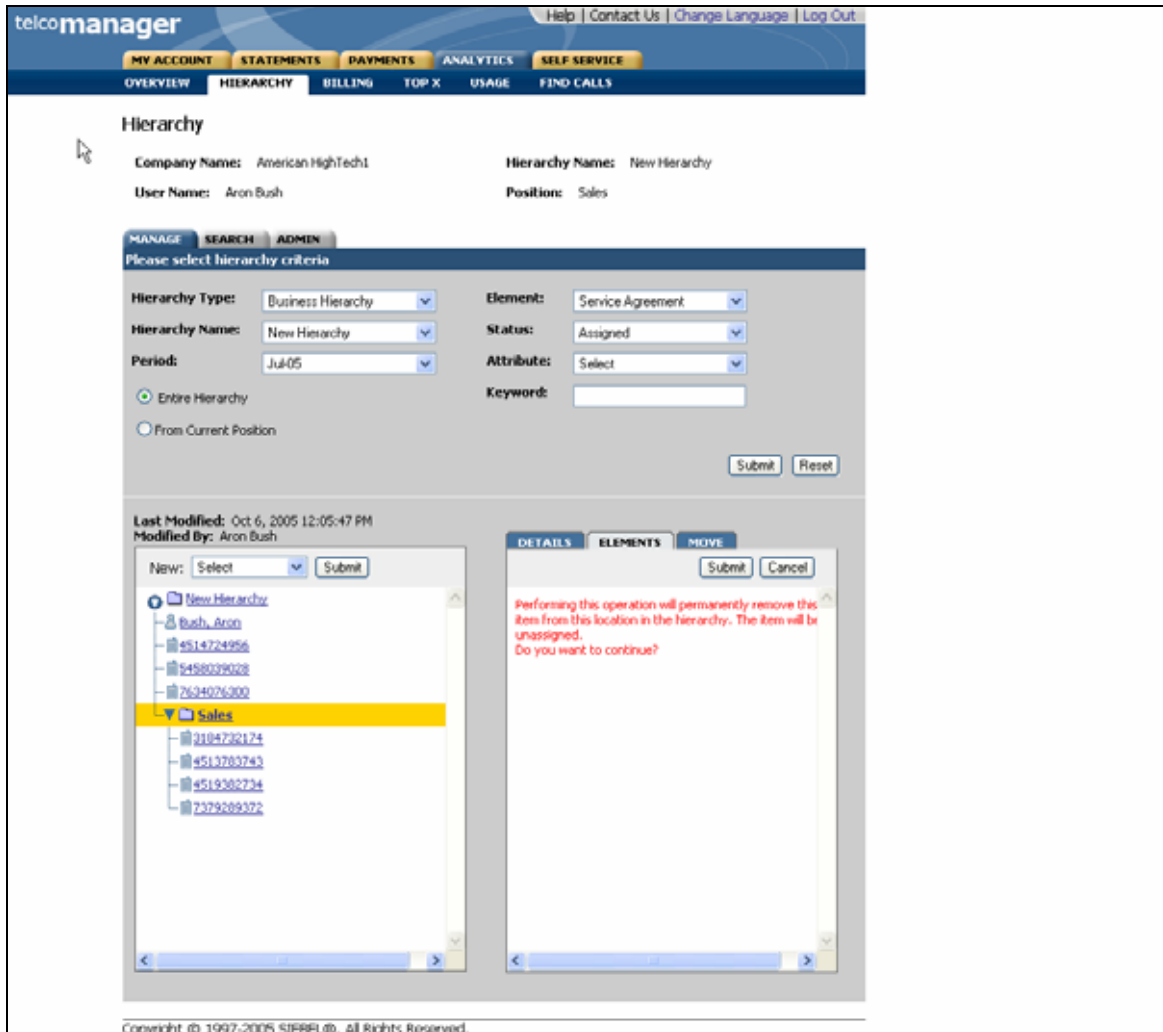 telcomanager
Help | Contact Us | Change Language | Log Out
MY ACCOUNT STATEMENTS PAYMENTS ANALYTICS SELF SERVICE
OVERVIEW HIERARCHY BILLING TOP X USAGE FIND CALLS
Hierarchy
Company Name: American HighTech1 Hierarchy Name: New Hierarchy
User Name: Aron Bush Position: Sales
MANAGE SEARCH ADMIN
Please select hierarchy criteria
Hierarchy Type: Business Hierarchy Element: Service Agreement
Hierarchy Name: New Hierarchy Status: Assigned
Period: Jul-05 Attribute: Select
Entire Hierarchy Keyword:
From Current Position
Submit Reset
Last Modified: Oct 6, 2005 12:05:47 PM
Modified By: Aron Bush
DETAILS ELEMENTS MOVE
New: Select Submit
Submit Cancel
New Hierarchy
Bush, Aron
4514724956
5458039028
7634076300
Sales
3184732174
4513783743
4519382734
7379289372
Performing this operation will permanently remove this
item from this location in the hierarchy. The item will be
unassigned.
Do you want to continue?
Copyright © 1997-2005 SIEBEL®. All Rights Reserved.